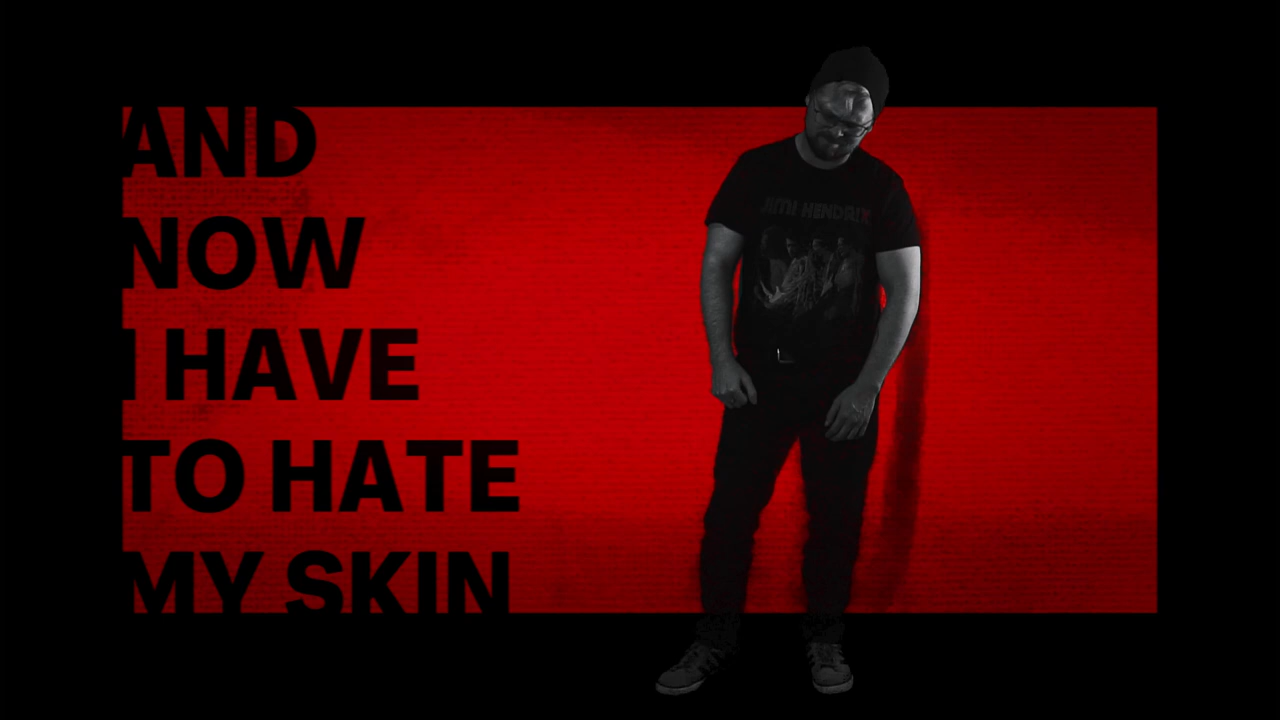 AND
NOW
I HAVE
TO HATE
MY SKIN
JIMI HENDRIX